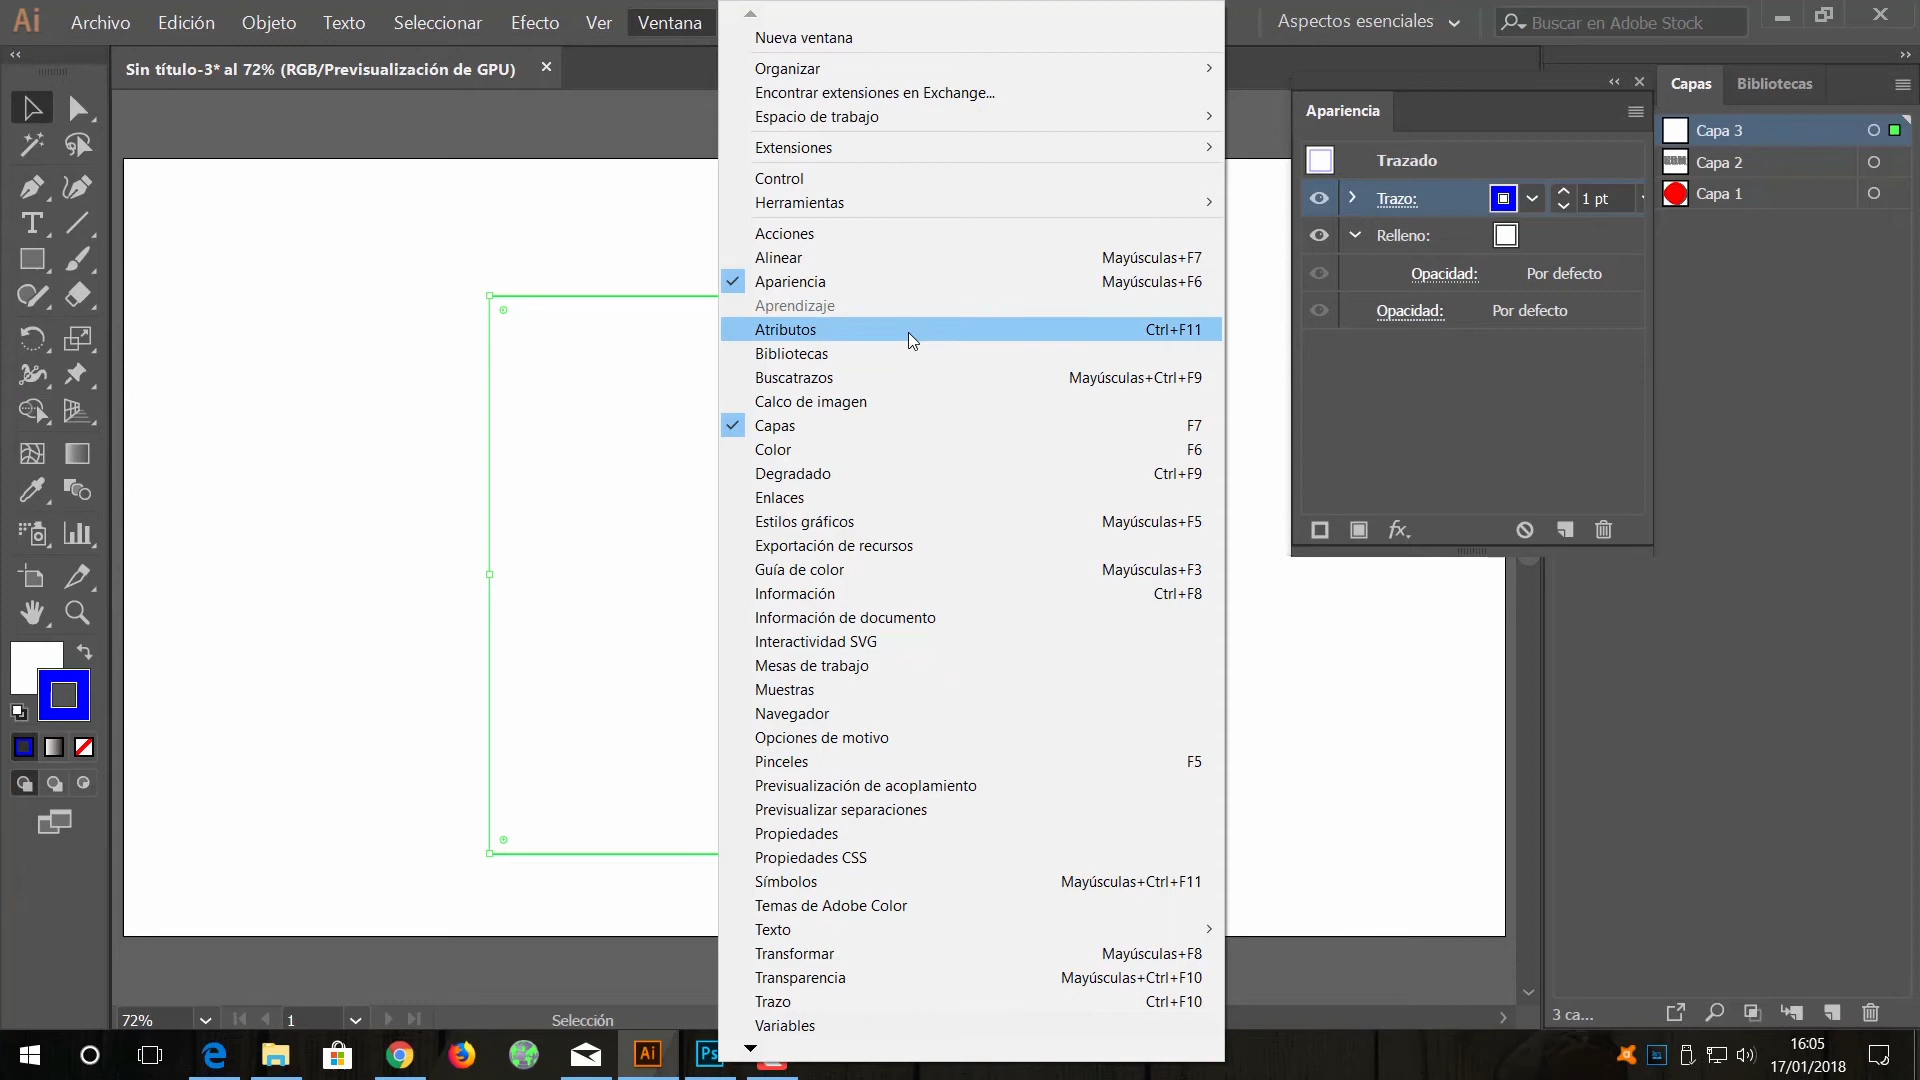 Ai Archivo Edición Objeto Texto Seleccionar Efecto Ver Ventana
Aspectos esenciales
Buscar en Adobe Stock
Sin título-3* al 72% (RGB/Previsualización de GPU)
Nueva ventana
Organizar
Encontrar extensiones en Exchange...
Espacio de trabajo
Extensiones
Control
Herramientas
Acciones
Alinear Mayúsculas+F7
Apariencia Mayúsculas+F6
Aprendizaje
Atributos Ctrl+F11
Bibliotecas
Buscatrazos Mayúsculas+Ctrl+F9
Calco de imagen
Capas F7
Color F6
Degradado Ctrl+F9
Enlaces
Estilos gráficos Mayúsculas+F5
Exportación de recursos
Guía de color Mayúsculas+F3
Información Ctrl+F8
Información de documento
Interactividad SVG
Mesas de trabajo
Muestras
Navegador
Opciones de motivo
Pinceles F5
Previsualización de acoplamiento
Previsualizar separaciones
Propiedades
Propiedades CSS
Símbolos Mayúsculas+Ctrl+F11
Temas de Adobe Color
Texto
Transformar Mayúsculas+F8
Transparencia Mayúsculas+Ctrl+F10
Trazo Ctrl+F10
Variables
Apariencia
Trazado
Trazo: 1 pt
Relleno:
Opacidad: Por defecto
Opacidad: Por defecto
fx
Capas Bibliotecas
Capa 3
Capa 2
Capa 1
3 ca...
72% 1 Selección
Ai Ps
16:05
17/01/2018